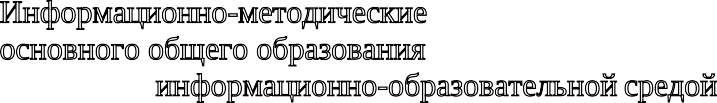 Информационно-методические
основного общего образования
информационно-образовательной средой